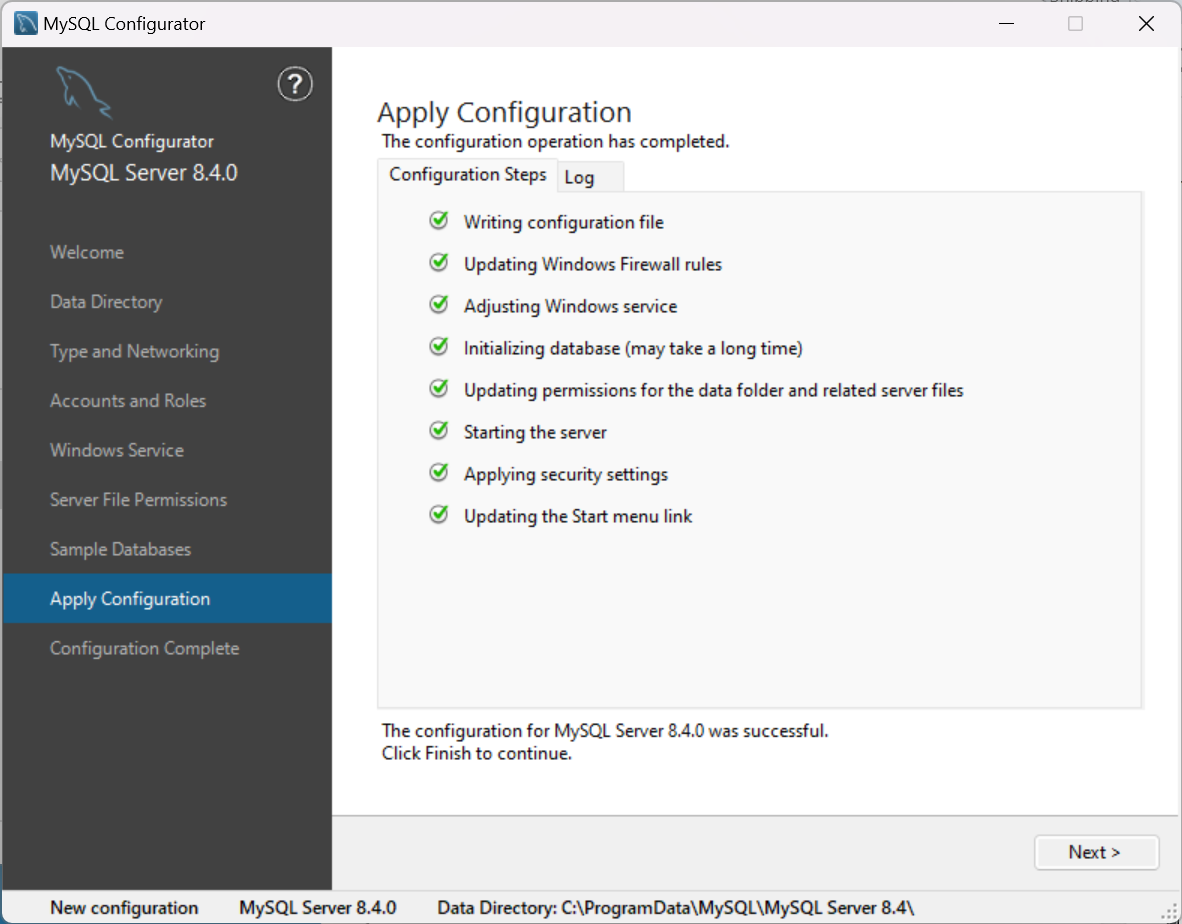 MySQL Configurator
?
MySQL Configurator
MySQL Server 8.4.0
Welcome
Data Directory
Type and Networking
Accounts and Roles
Windows Service
Server File Permissions
Sample Databases
Apply Configuration
Configuration Complete
Apply Configuration
The configuration operation has completed.
Configuration Steps
Log
Writing configuration file
Updating Windows Firewall rules
Adjusting Windows service
Initializing database (may take a long time)
Updating permissions for the data folder and related server files
Starting the server
Applying security settings
Updating the Start menu link
The configuration for MySQL Server 8.4.0 was successful.
Click Finish to continue.
Next >
New configuration
MySQL Server 8.4.0
Data Directory: C:\ProgramData\MySQL\MySQL Server 8.4\